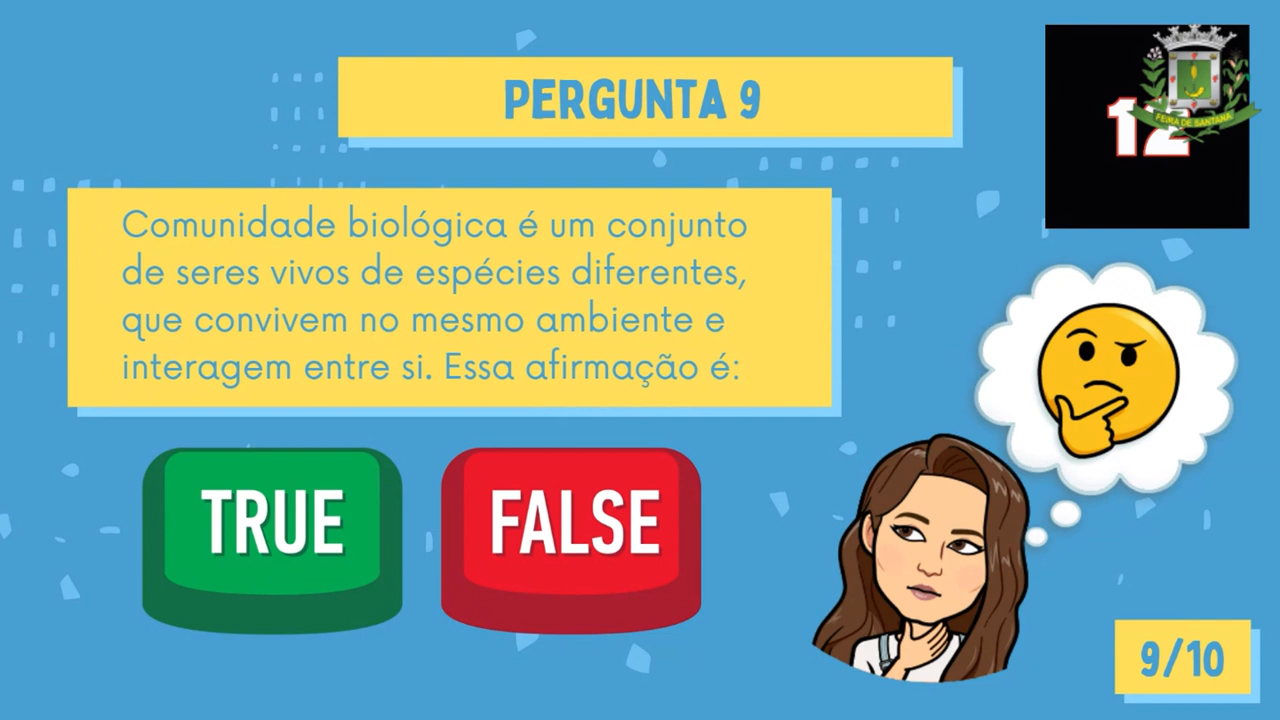 PERGUNTA 9
12
FEIRA DE SANTANA
Comunidade biológica é um conjunto
de seres vivos de espécies diferentes,
que convivem no mesmo ambiente e
interagem entre si. Essa afirmação é:
TRUE
FALSE
9/10